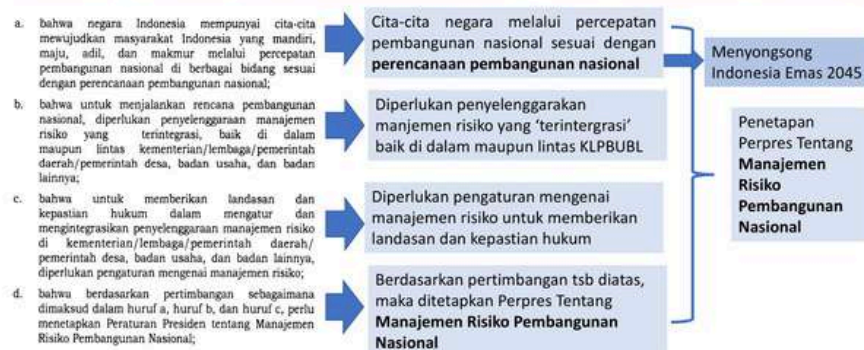 a. bahwa negara Indonesia mempunyai cita-cita
mewujudkan masyarakat Indonesia yang mandiri,
maju, adil, dan makmur melalui percepatan
pembangunan nasional di berbagai bidang sesuai
dengan perencanaan pembangunan nasional;
b. bahwa untuk menjalankan rencana pembangunan
nasional, diperlukan penyelenggaraan manajemen
risiko yang terintegrasi, baik di dalam
maupun lintas kementerian/lembaga/pemerintah
daerah/pemerintah desa, badan usaha, dan badan
lainnya;
c. bahwa untuk memberikan landasan dan
kepastian hukum dalam mengatur dan
mengintegrasikan penyelenggaraan manajemen risiko
di kementerian/lembaga/pemerintah daerah/
pemerintah desa, badan usaha, dan badan lainnya,
diperlukan pengaturan mengenai manajemen risiko;
d. bahwa berdasarkan pertimbangan sebagaimana
dimaksud dalam huruf a, huruf b, dan huruf c, perlu
menetapkan Peraturan Presiden tentang Manajemen
Risiko Pembangunan Nasional;
Cita-cita negara melalui percepatan
pembangunan nasional sesuai dengan
perencanaan pembangunan nasional
Diperlukan penyelenggarakan
manjemen risiko yang ‘terintergrasi’
baik di dalam maupun lintas KLPBUBL
Diperlukan pengaturan mengenai
manajemen risiko untuk memberikan
landasan dan kepastian hukum
Berdasarkan pertimbangan tsb diatas,
maka ditetapkan Perpres Tentang
Manajemen Risiko Pembangunan
Nasional
Menyongsong
Indonesia Emas 2045
Penetapan
Perpres Tentang
Manajemen
Risiko
Pembangunan
Nasional